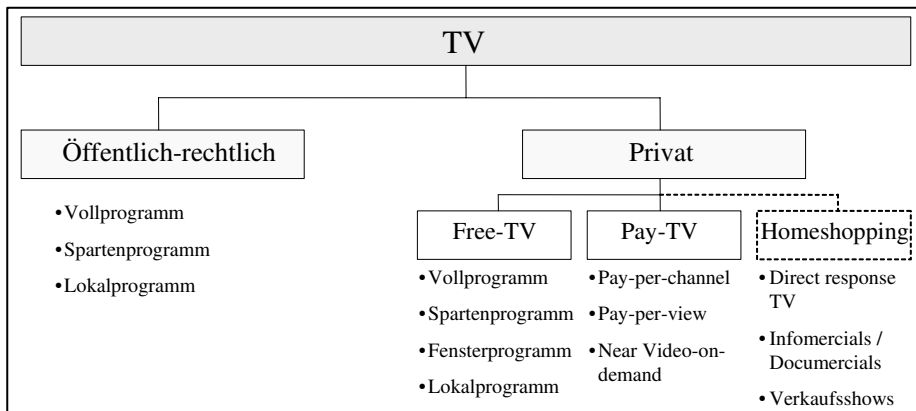 TV
Öffentlich-rechtlich
• Vollprogramm
• Spartenprogramm
• Lokalprogramm
Privat
Free-TV
• Vollprogramm
• Spartenprogramm
• Fensterprogramm
• Lokalprogramm
Pay-TV
• Pay-per-channel
• Pay-per-view
• Near Video-on-
demand
Homeshopping
• Direct response
TV
• Infomercials /
Documercials
• Verkaufsshows